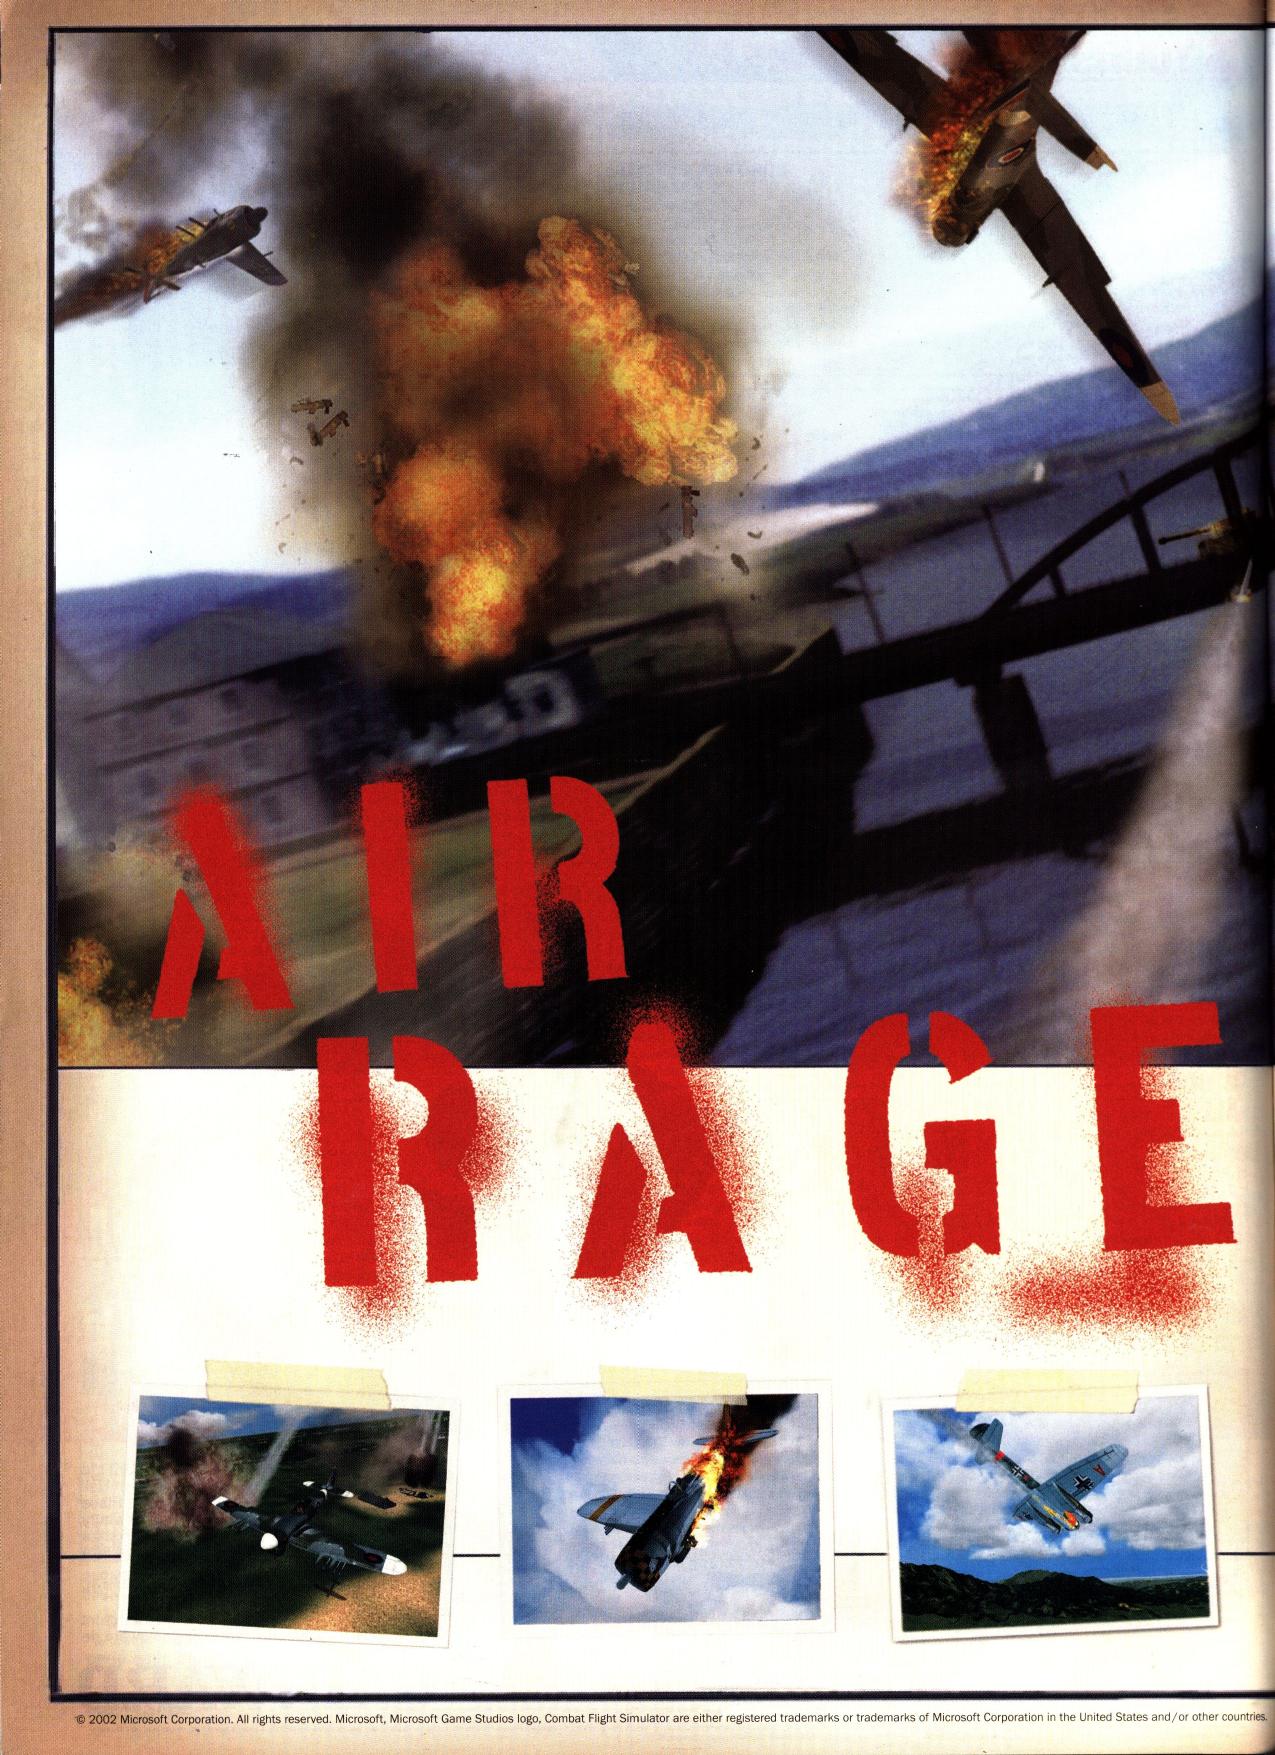 AIR
RAGE
© 2002 Microsoft Corporation. All rights reserved. Microsoft, Microsoft Game Studios logo, Combat Flight Simulator are either registered trademarks or trademarks of Microsoft Corporation in the United States and/or other countries.